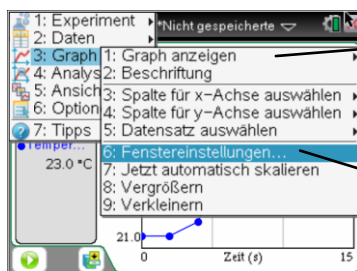 1: Experiment
*Nicht gespeicherte
2: Daten
3: Graph
1: Graph anzeigen
4: Analys
2: Beschriftung
5: Ansich
3: Spalte für x-Achse auswählen
6: Option
4: Spalte für y-Achse auswählen
7: Tipps
5: Datensatz auswählen
Temper...
6: Fenstereinstellungen...
23.0 °C
7: Jetzt automatisch skalieren
8: Vergrößern
9: Verkleinern
21.0
0
Zeit (s)
15